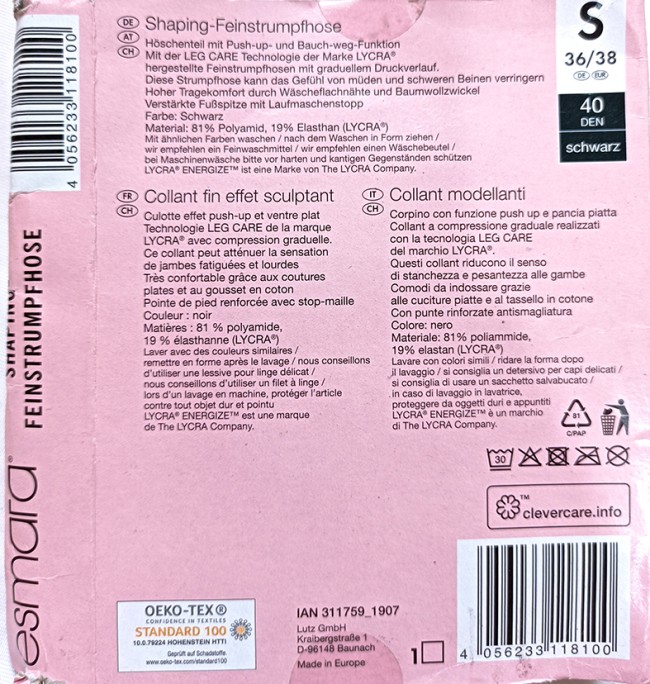 4 056233 118100
SHAPING
FEINSTRUMPFHOSE
esmara®
DE AT CH
Shaping-Feinstrumpfhose
Höschenteil mit Push-up- und Bauch-weg-Funktion
Mit der LEG CARE Technologie der Marke LYCRA®
hergestellte Feinstrumpfhosen mit graduellem Druckverlauf.
Diese Strumpfhose kann das Gefühl von müden und schweren Beinen verringern
Hoher Tragekomfort durch Wäscheflachnähte und Baumwollzwickel
Verstärkte Fußspitze mit Laufmaschenstopp
Farbe: Schwarz
Material: 81% Polyamid, 19% Elasthan (LYCRA®)
Mit ähnlichen Farben waschen / nach dem Waschen in Form ziehen /
wir empfehlen ein Feinwaschmittel / wir empfehlen einen Wäschebeutel /
bei Maschinenwäsche bitte vor harten und kantigen Gegenständen schützen
LYCRA® ENERGIZE™ ist eine Marke von The LYCRA Company.
S
36/38
DE EUR
40
DEN
schwarz
FR CH
Collant fin effet sculptant
Culotte effet push-up et ventre plat
Technologie LEG CARE de la marque
LYCRA® avec compression graduelle.
Ce collant peut atténuer la sensation
de jambes fatiguées et lourdes
Très confortable grâce aux coutures
plates et au gousset en coton
Pointe de pied renforcée avec stop-maille
Couleur : noir
Matières : 81 % polyamide,
19 % élasthanne (LYCRA®)
Laver avec des couleurs similaires /
remettre en forme après le lavage / nous conseillons
d'utiliser une lessive pour linge délicat /
nous conseillons d'utiliser un filet à linge /
lors d'un lavage en machine, protéger l'article
contre tout objet dur et pointu
LYCRA® ENERGIZE™ est une marque
de The LYCRA Company.
IT CH
Collant modellanti
Corpino con funzione push up e pancia piatta
Collant a compressione graduale realizzati
con la tecnologia LEG CARE
del marchio LYCRA®.
Questi collant riducono il senso
di stanchezza e pesantezza alle gambe
Comodi da indossare grazie
alle cuciture piatte e al tassello in cotone
Con punte rinforzate antismagliatura
Colore: nero
Materiale: 81% poliammide,
19% elastan (LYCRA®)
Lavare con colori simili / ridare la forma dopo
il lavaggio / si consiglia un detersivo per capi delicati /
si consiglia di usare un sacchetto salvabucato /
in caso di lavaggio in lavatrice,
proteggere da oggetti duri e appuntiti
LYCRA® ENERGIZE™ è un marchio
di The LYCRA Company.
81
C/PAP
30
™
clevercare.info
OEKO-TEX®
CONFIDENCE IN TEXTILES
STANDARD 100
10.0.79224 HOHENSTEIN HTTI
Geprüft auf Schadstoffe
www.oeko-tex.com/standard100
IAN 311759_1907
Lutz GmbH
Kraibergstraße 1
D-96148 Baunach
Made in Europe
1
4 056233 118100